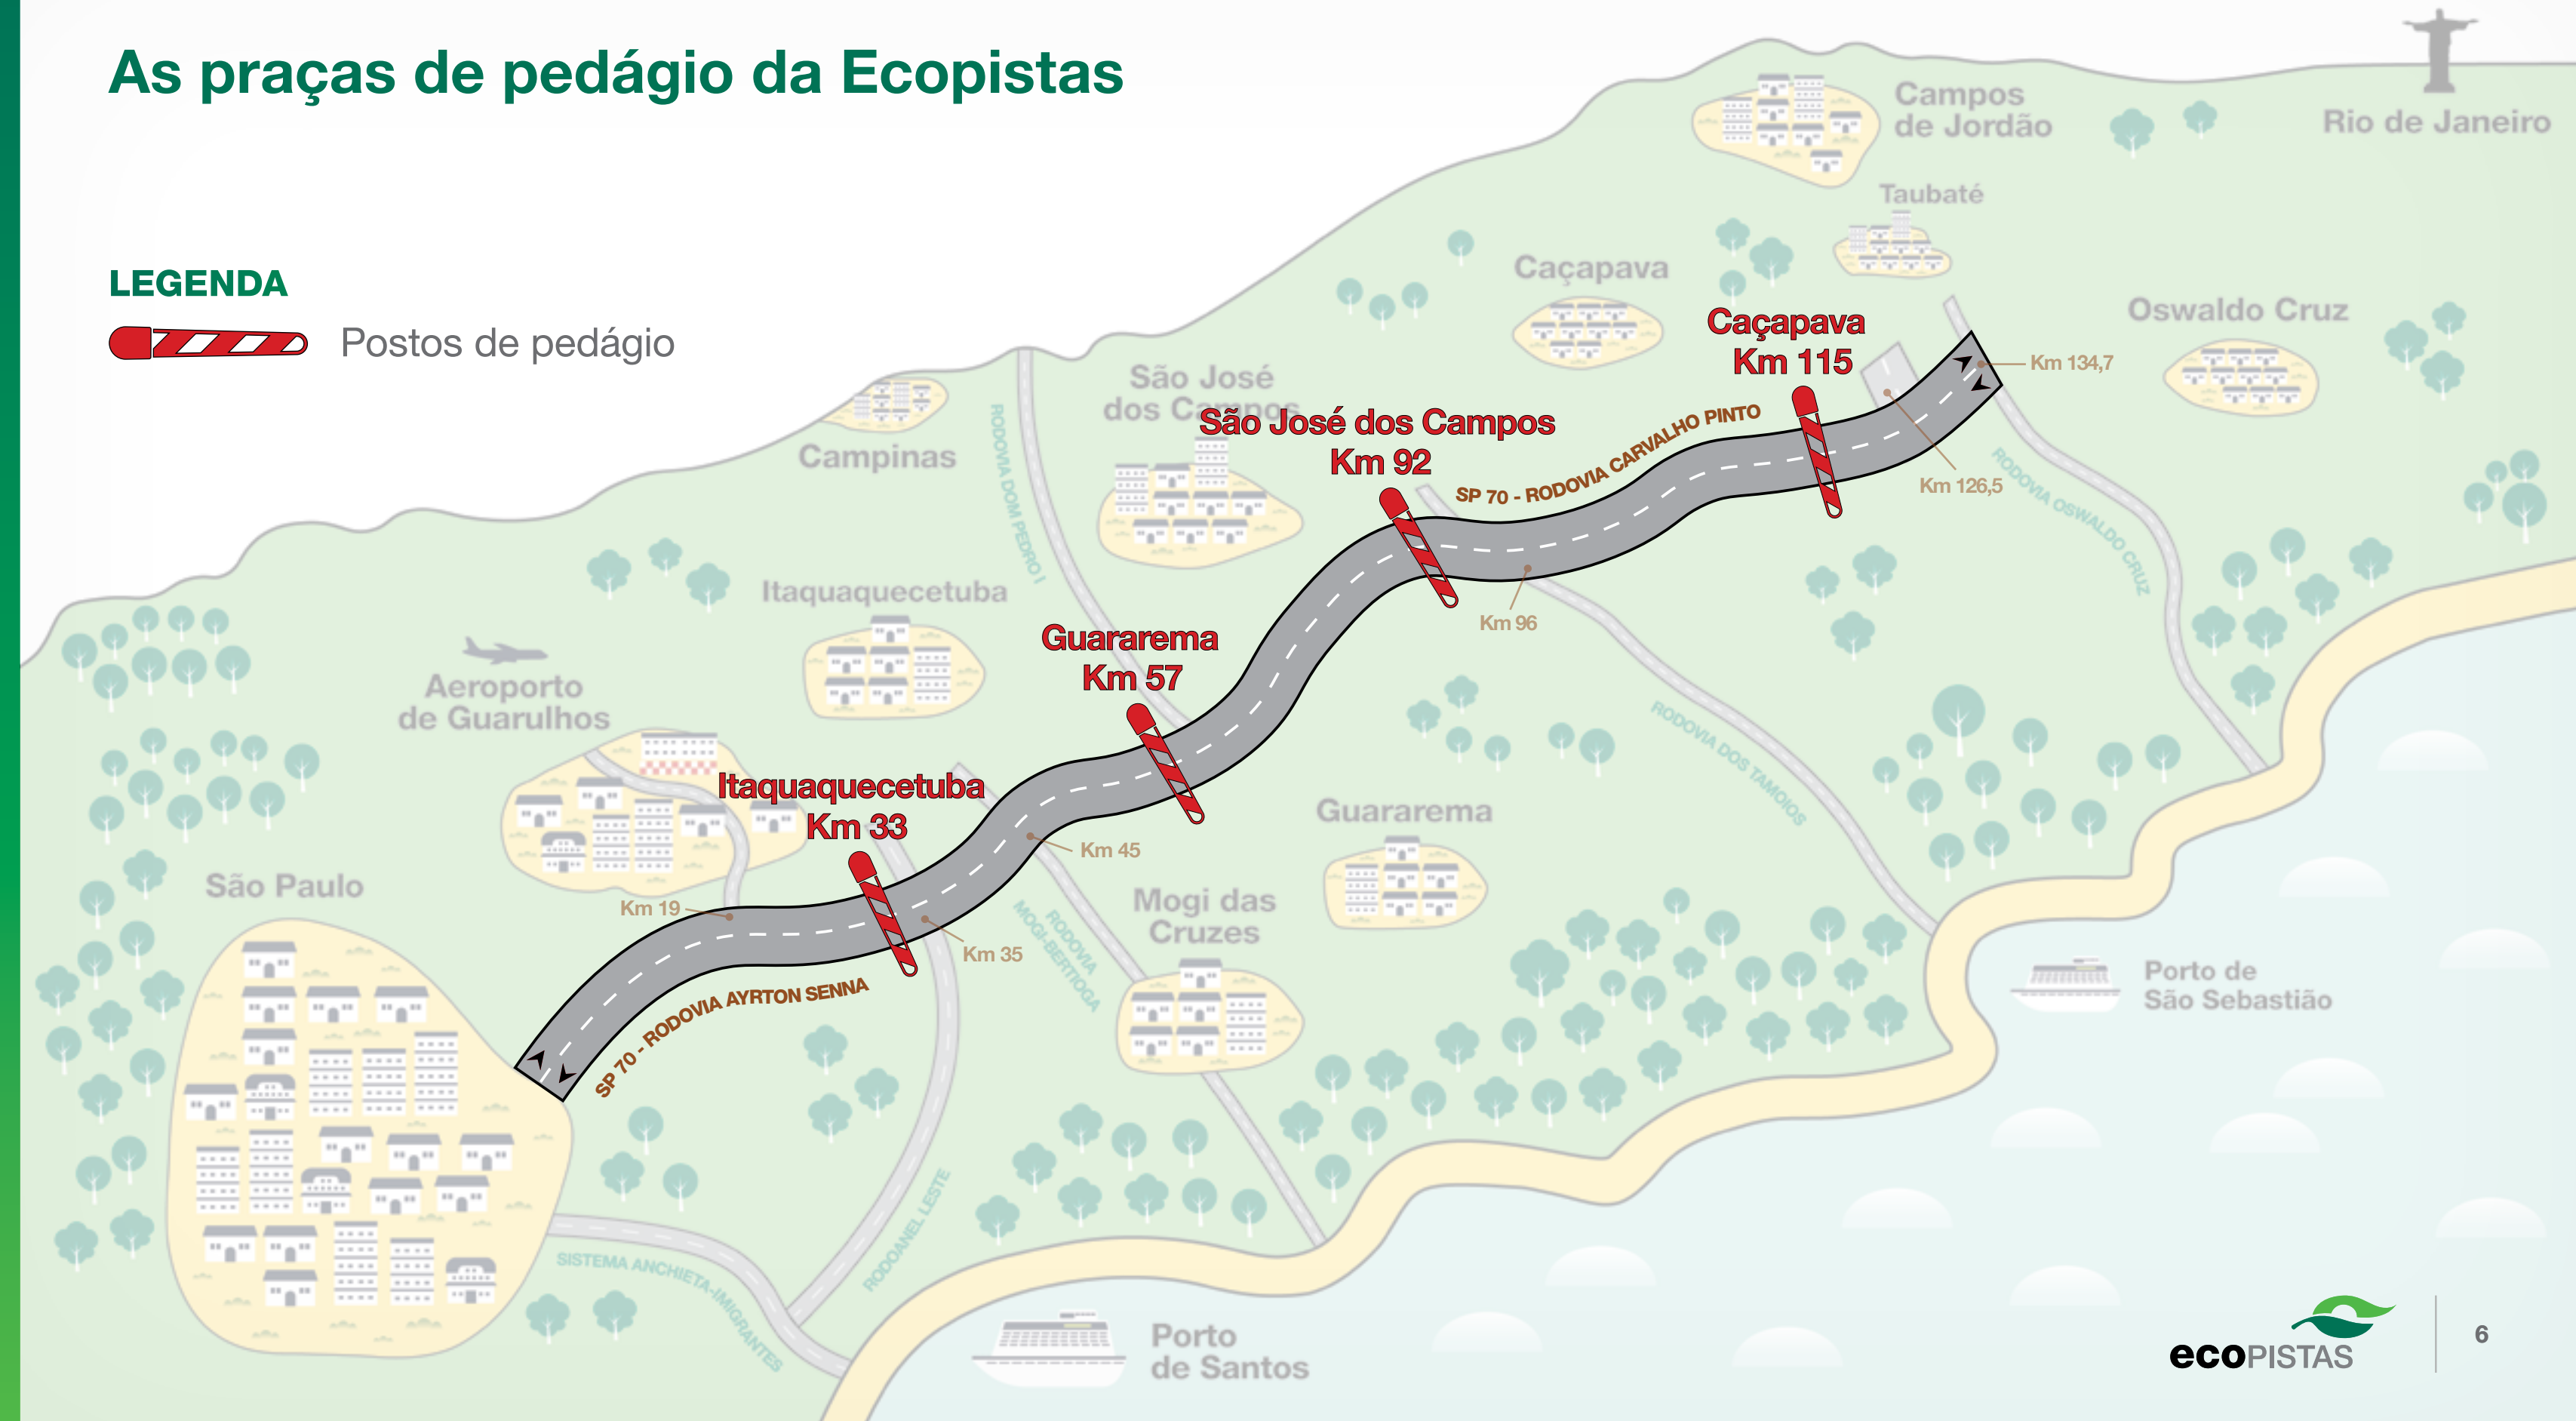 As praças de pedágio da Ecopistas
LEGENDA
Postos de pedágio
Campos
de Jordão
Rio de Janeiro
Taubaté
Caçapava
Oswaldo Cruz
Caçapava
Km 115
Km 134,7
São José
dos Campos
São José dos Campos
Km 92
SP 70 - RODOVIA CARVALHO PINTO
Km 126,5
RODOVIA OSWALDO CRUZ
Campinas
RODOVIA DOM PEDRO I
Itaquaquecetuba
Km 96
Guararema
Km 57
Aeroporto
de Guarulhos
RODOVIA DOS TAMOIOS
Itaquaquecetuba
Km 33
Guararema
Km 45
São Paulo
Km 19
Km 35
RODOVIA
MOGI-BERTIOGA
Mogi das
Cruzes
SP 70 - RODOVIA AYRTON SENNA
Porto de
São Sebastião
RODOANEL LESTE
SISTEMA ANCHIETA-IMIGRANTES
Porto
de Santos
ecoPISTAS
6